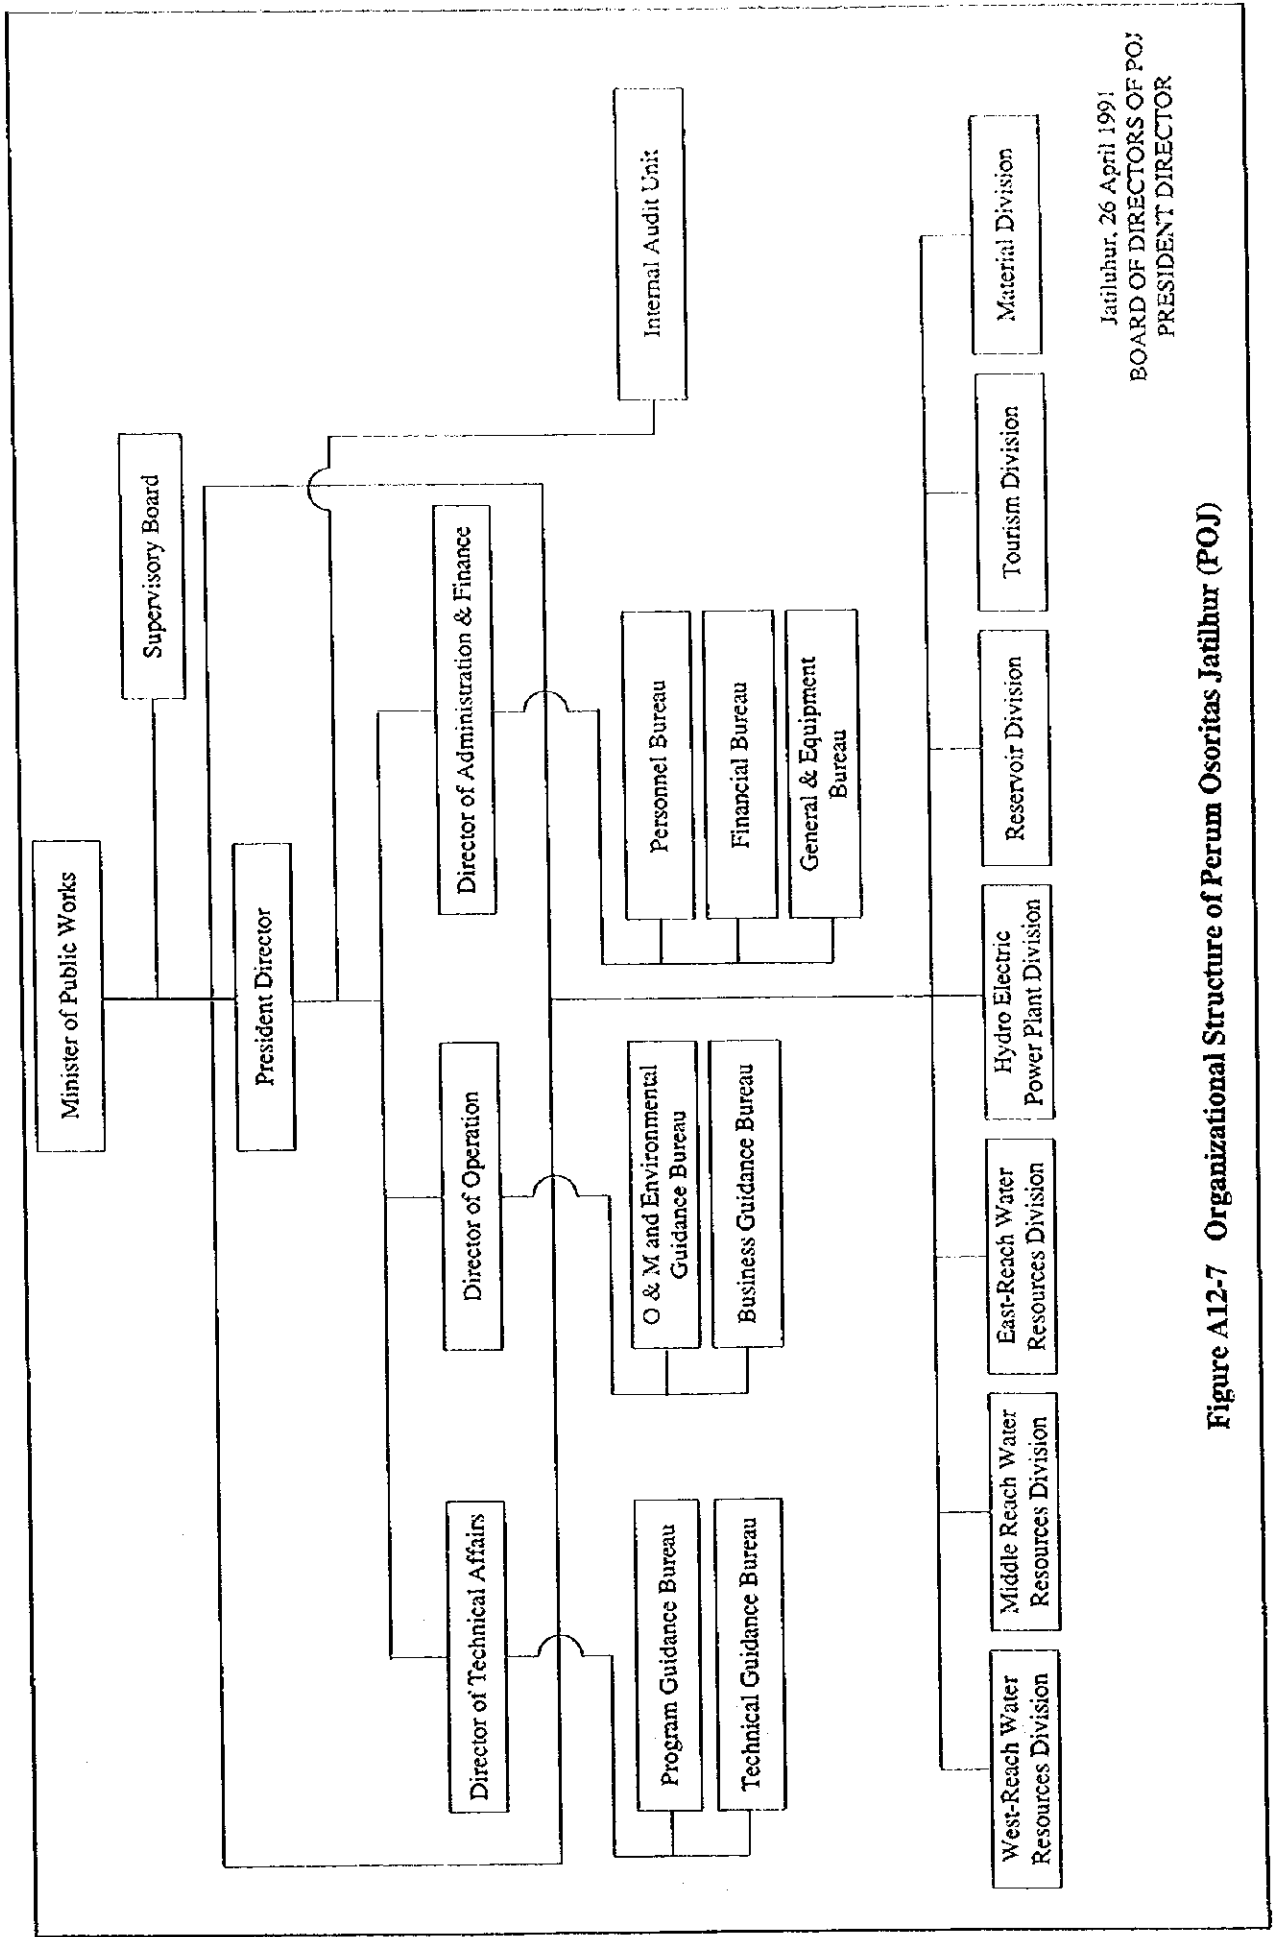 Minister of Public Works
Supervisory Board
President Director
Internal Audit Unit
Director of Technical Affairs
Director of Operation
Director of Administration & Finance
Program Guidance Bureau
Technical Guidance Bureau
O & M and Environmental
Guidance Bureau
Business Guidance Bureau
Personnel Bureau
Financial Bureau
General & Equipment
Bureau
West-Reach Water
Resources Division
Middle Reach Water
Resources Division
East-Reach Water
Resources Division
Hydro Electric
Power Plant Division
Reservoir Division
Tourism Division
Material Division
Jatiluhur, 26 April 1991
BOARD OF DIRECTORS OF POJ
PRESIDENT DIRECTOR
Figure A12-7 Organizational Structure of Perum Osoritas Jatilhur (POJ)